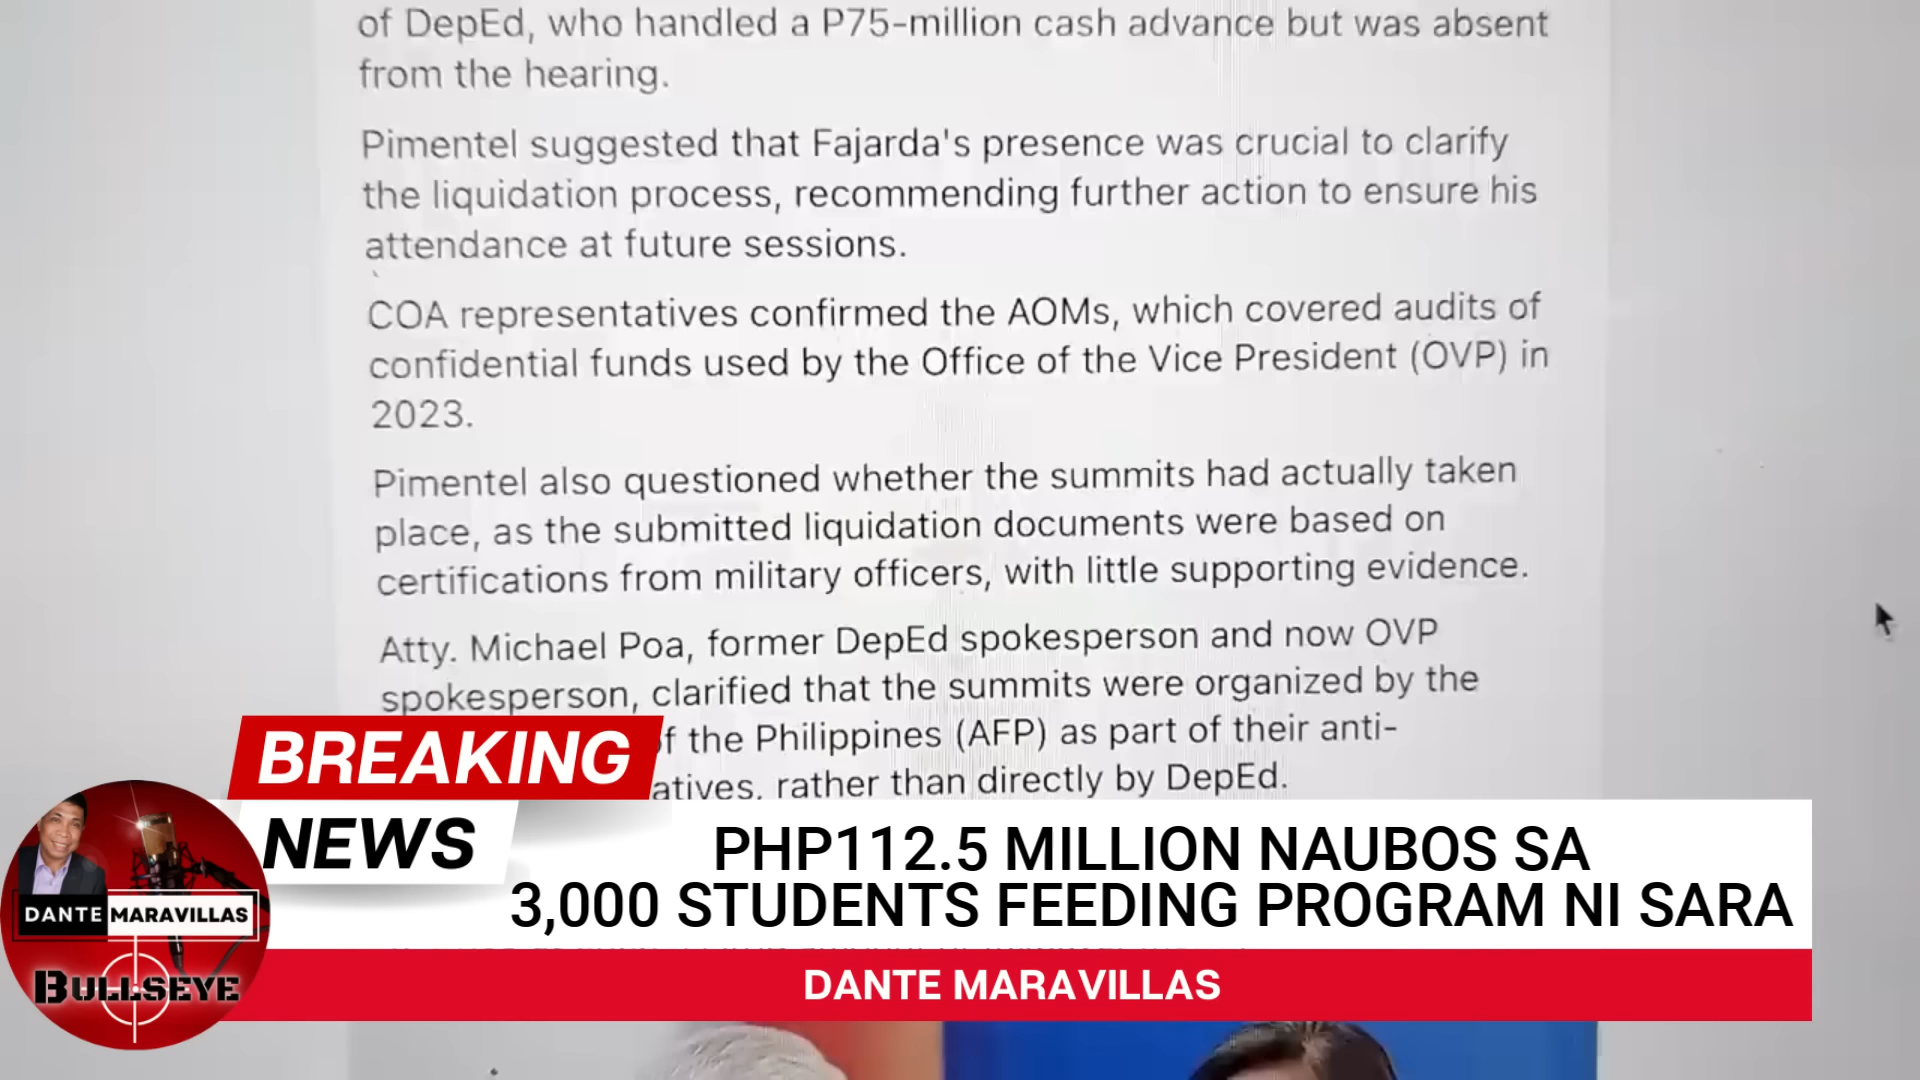 of DepEd, who handled a P75-million cash advance but was absent
from the hearing.
Pimentel suggested that Fajarda's presence was crucial to clarify
the liquidation process, recommending further action to ensure his
attendance at future sessions.
COA representatives confirmed the AOMs, which covered audits of
confidential funds used by the Office of the Vice President (OVP) in
2023.
Pimentel also questioned whether the summits had actually taken
place, as the submitted liquidation documents were based on
certifications from military officers, with little supporting evidence.
Atty. Michael Poa, former DepEd spokesperson and now OVP
spokesperson, clarified that the summits were organized by the
f the Philippines (AFP) as part of their anti-
atives, rather than directly by DepEd.
BREAKING
NEWS
PHP112.5 MILLION NAUBOS SA
3,000 STUDENTS FEEDING PROGRAM NI SARA
DANTE MARAVILLAS
DANTE MARAVILLAS
BULLSEYE